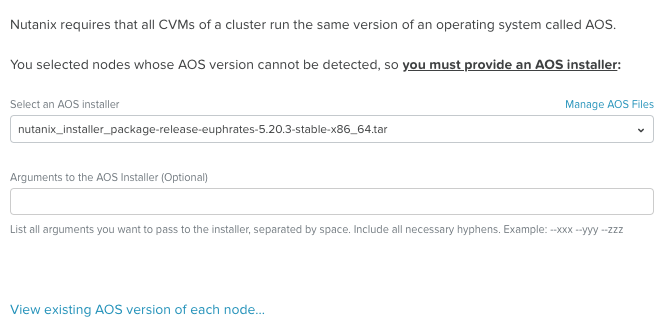 Nutanix requires that all CVMs of a cluster run the same version of an operating system called AOS.
You selected nodes whose AOS version cannot be detected, so you must provide an AOS installer:
Select an AOS installer
Manage AOS Files
nutanix_installer_package-release-euphrates-5.20.3-stable-x86_64.tar
Arguments to the AOS Installer (Optional)
List all arguments you want to pass to the installer, separated by space. Include all necessary hyphens. Example: --xxx --yyy --zzz
View existing AOS version of each node...